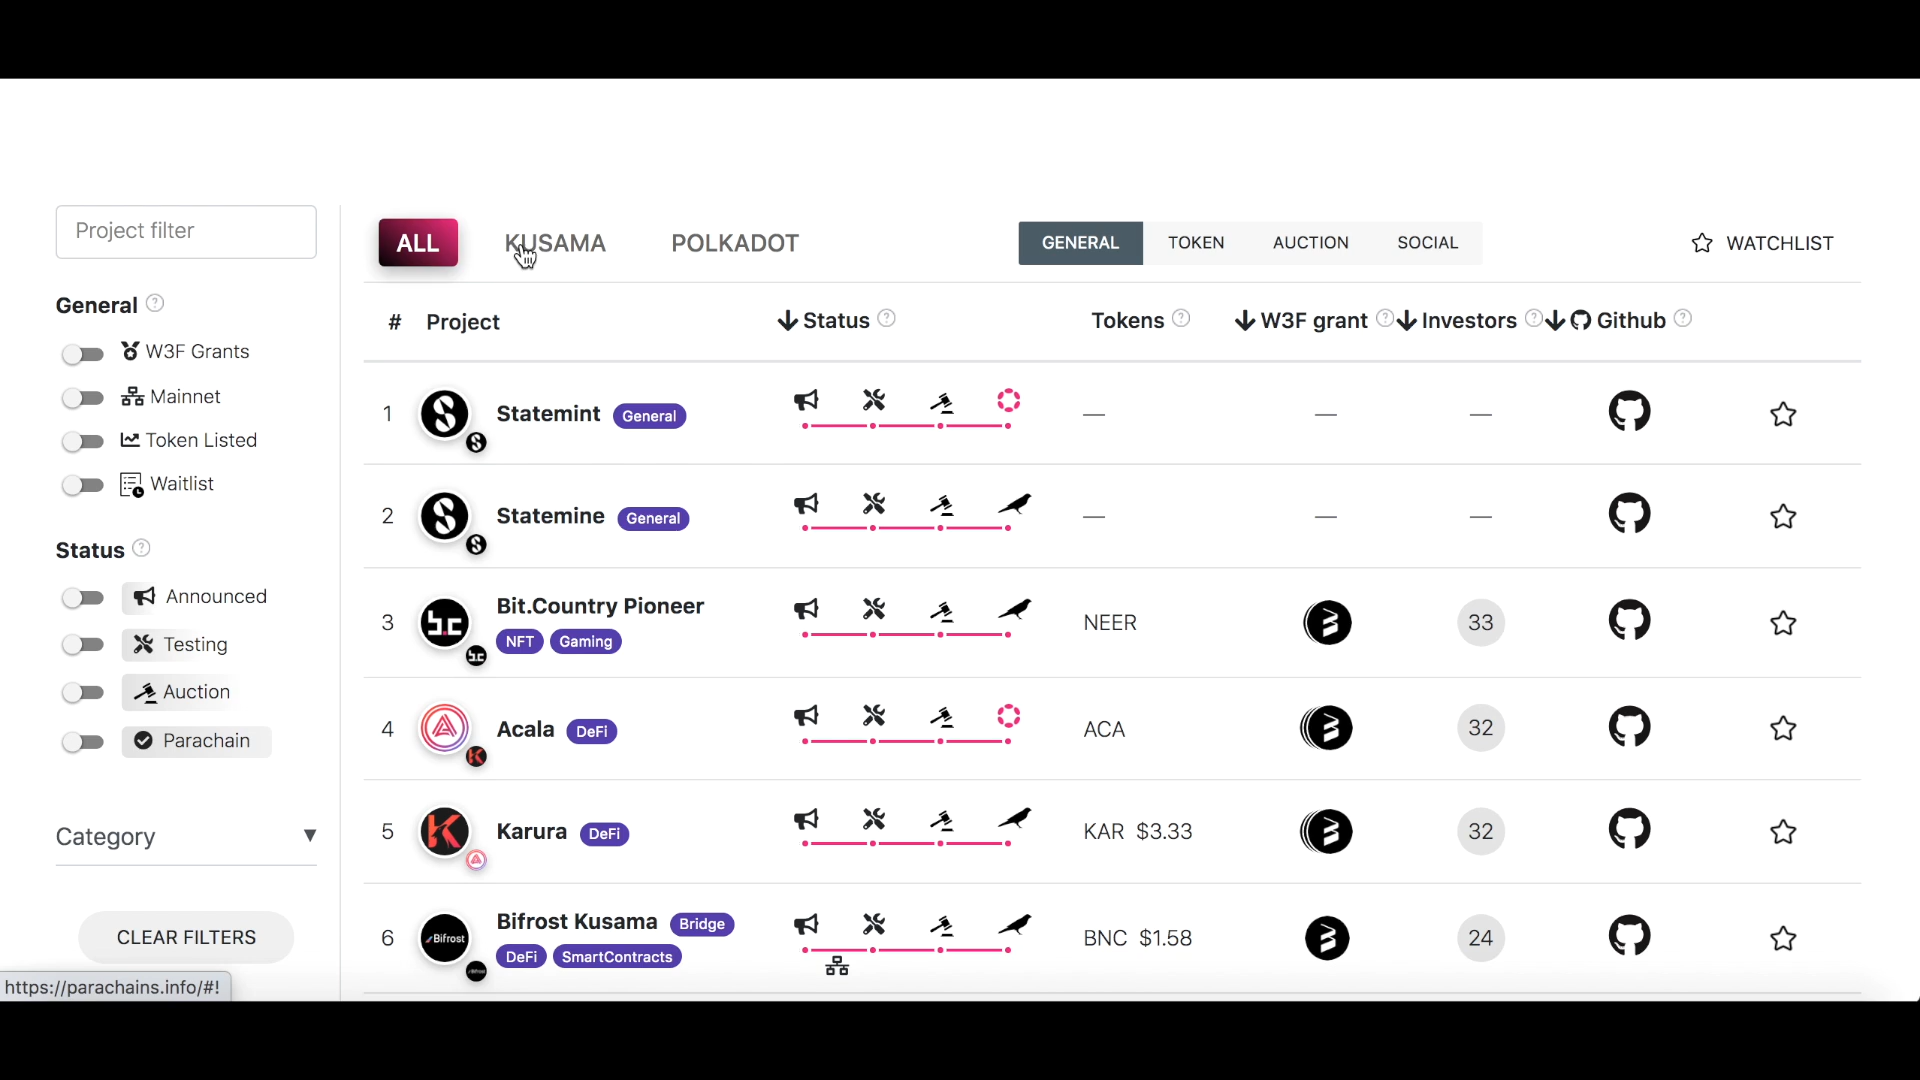 Project filter
ALL KUSAMA POLKADOT
GENERAL TOKEN AUCTION SOCIAL
WATCHLIST
General ?
W3F Grants
Mainnet
Token Listed
Waitlist
Status ?
Announced
Testing
Auction
Parachain
Category
CLEAR FILTERS
https://parachains.info/#!
# Project Status ? Tokens ? W3F grant ? Investors ? Github ?
1 Statemint General — — —
2 Statemine General — — —
3 b.c Bit.Country Pioneer NFT Gaming NEER 33
4 Acala DeFi ACA 32
5 Karura DeFi KAR $3.33 32
6 Bifrost Bifrost Kusama Bridge BNC $1.58 24
DeFi SmartContracts